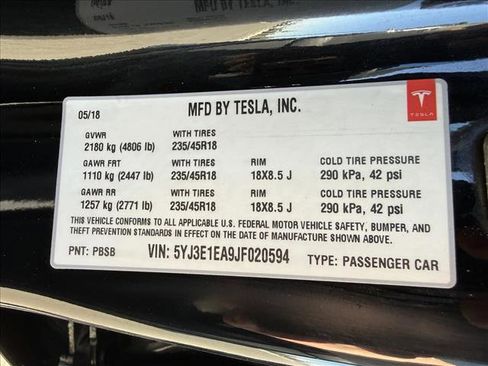 05/18 MFD BY TESLA, INC.
TESLA
GVWR WITH TIRES
2180 kg (4806 lb) 235/45R18
GAWR FRT WITH TIRES RIM COLD TIRE PRESSURE
1110 kg (2447 lb) 235/45R18 18X8.5 J 290 kPa, 42 psi
GAWR RR WITH TIRES RIM COLD TIRE PRESSURE
1257 kg (2771 lb) 235/45R18 18X8.5 J 290 kPa, 42 psi
THIS VEHICLE CONFORMS TO ALL APPLICABLE U.S. FEDERAL MOTOR VEHICLE SAFETY, BUMPER, AND
THEFT PREVENTION STANDARDS IN EFFECT ON THE DATE OF MANUFACTURE SHOWN ABOVE.
PNT: PBSB VIN: 5YJ3E1EA9JF020594 TYPE: PASSENGER CAR